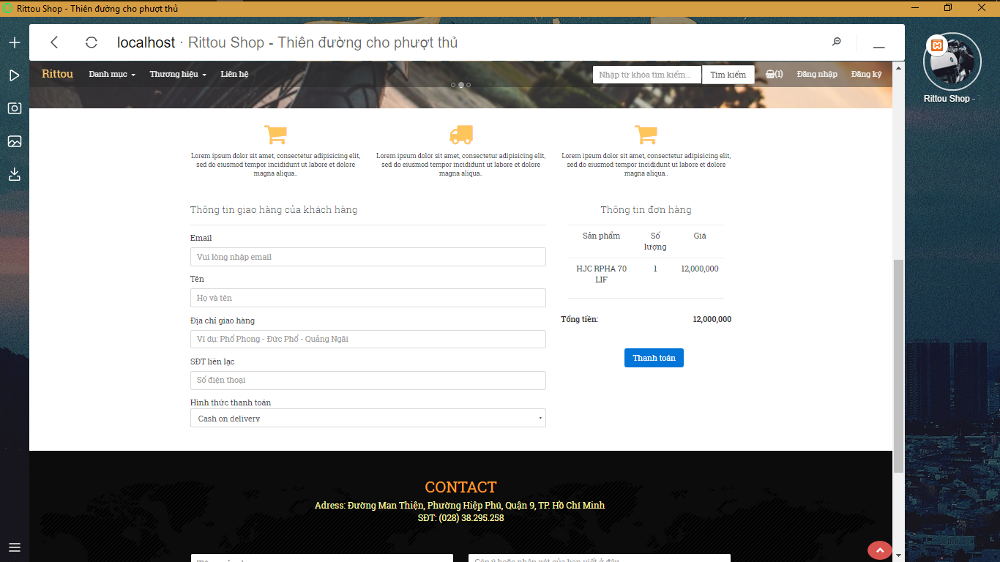 Rittou Shop - Thiên đường cho phượt thủ
localhost · Rittou Shop - Thiên đường cho phượt thủ
Rittou Danh mục Thương hiệu Liên hệ Nhập từ khóa tìm kiếm... Tìm kiếm (1) Đăng nhập Đăng ký
Rittou Shop -
Lorem ipsum dolor sit amet, consectetur adipisicing elit,
sed do eiusmod tempor incididunt ut labore et dolore
magna aliqua..
Lorem ipsum dolor sit amet, consectetur adipisicing elit,
sed do eiusmod tempor incididunt ut labore et dolore
magna aliqua..
Lorem ipsum dolor sit amet, consectetur adipisicing elit,
sed do eiusmod tempor incididunt ut labore et dolore
magna aliqua..
Thông tin giao hàng của khách hàng
Email
Vui lòng nhập email
Tên
Họ và tên
Địa chỉ giao hàng
Ví dụ: Phổ Phong - Đức Phổ - Quảng Ngãi
SĐT liên lạc
Số điện thoại
Hình thức thanh toán
Cash on delivery
Thông tin đơn hàng
Sản phẩm Số lượng Giá
HJC RPHA 70 LIF 1 12,000,000
Tổng tiền: 12,000,000
Thanh toán
CONTACT
Adress: Đường Man Thiện, Phường Hiệp Phú, Quận 9, TP. Hồ Chí Minh
SĐT: (028) 38.295.258